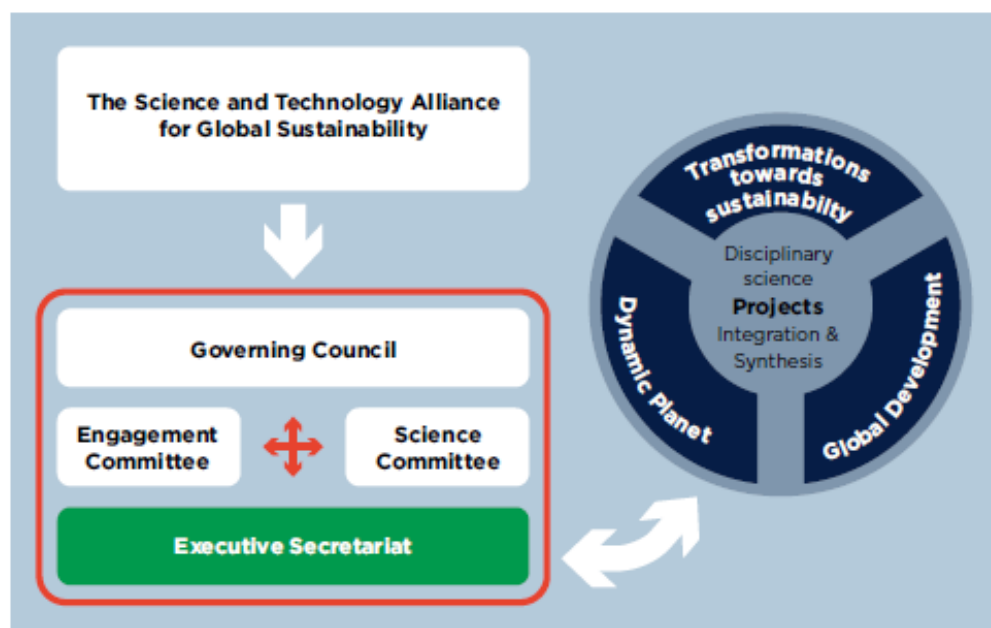 The Science and Technology Alliance
for Global Sustainability
Governing Council
Engagement
Committee
Science
Committee
Executive Secretariat
Transformations
towards
sustainabilty
Disciplinary
science
Projects
Integration &
Synthesis
Dynamic Planet
Global Development